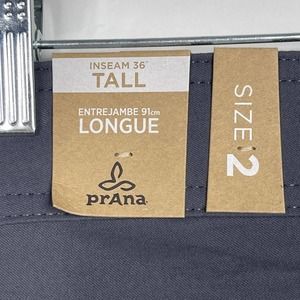 INSEAM 36"
TALL
ENTREJAMBE 91cm
LONGUE
prAna
SIZE 2